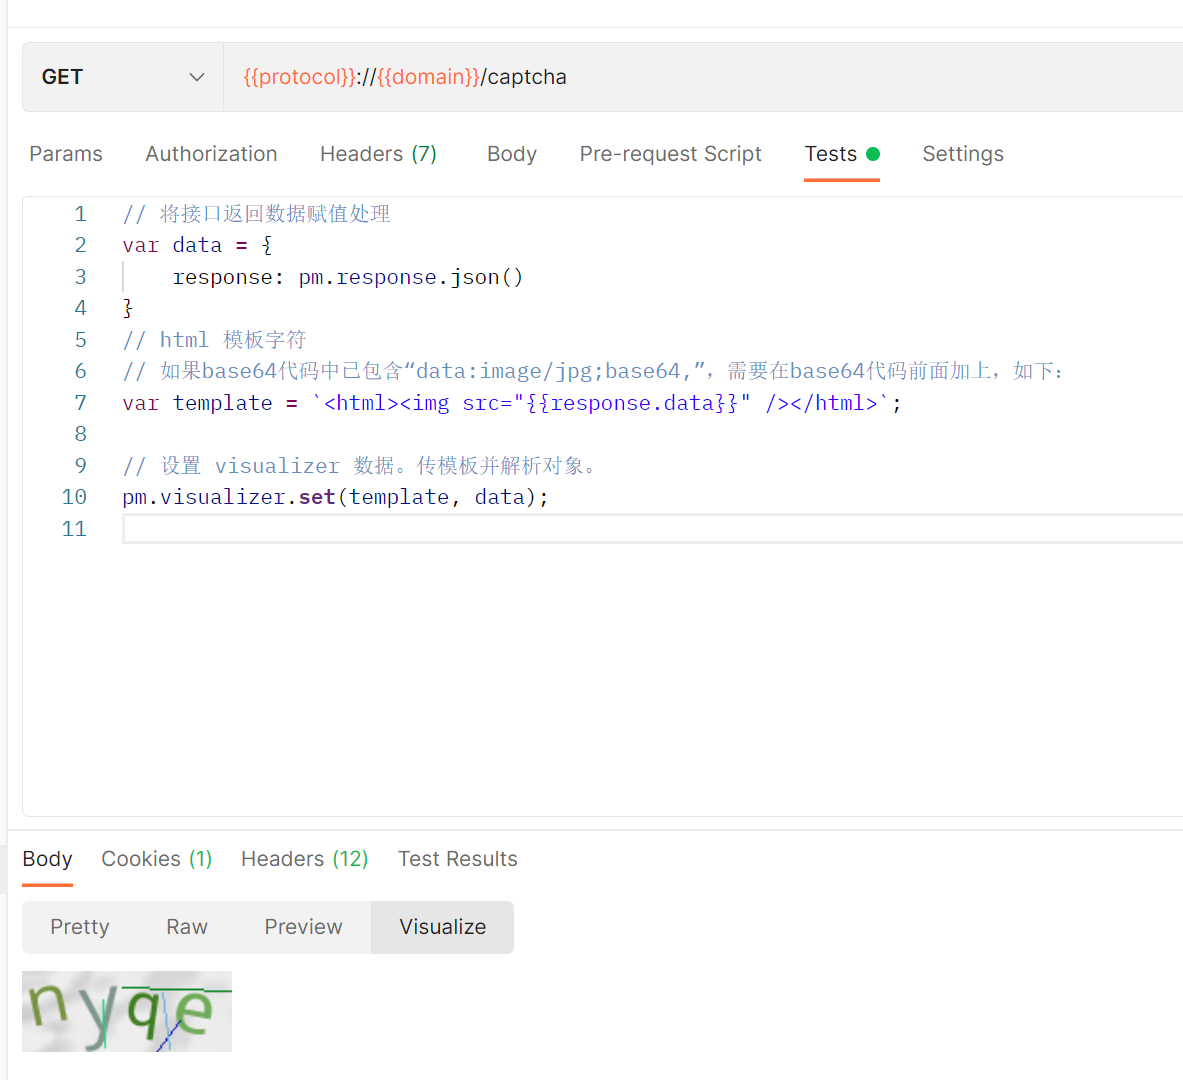 GET {{protocol}}://{{domain}}/captcha
Params Authorization Headers (7) Body Pre-request Script Tests Settings
1 // 将接口返回数据赋值处理
2 var data = {
3 response: pm.response.json()
4 }
5 // html 模板字符
6 // 如果base64代码中已包含“data:image/jpg;base64,”，需要在base64代码前面加上，如下：
7 var template = `<html><img src="{{response.data}}" /></html>`;
8
9 // 设置 visualizer 数据。传模板并解析对象。
10 pm.visualizer.set(template, data);
11
Body Cookies (1) Headers (12) Test Results
Pretty Raw Preview Visualize
nyqe